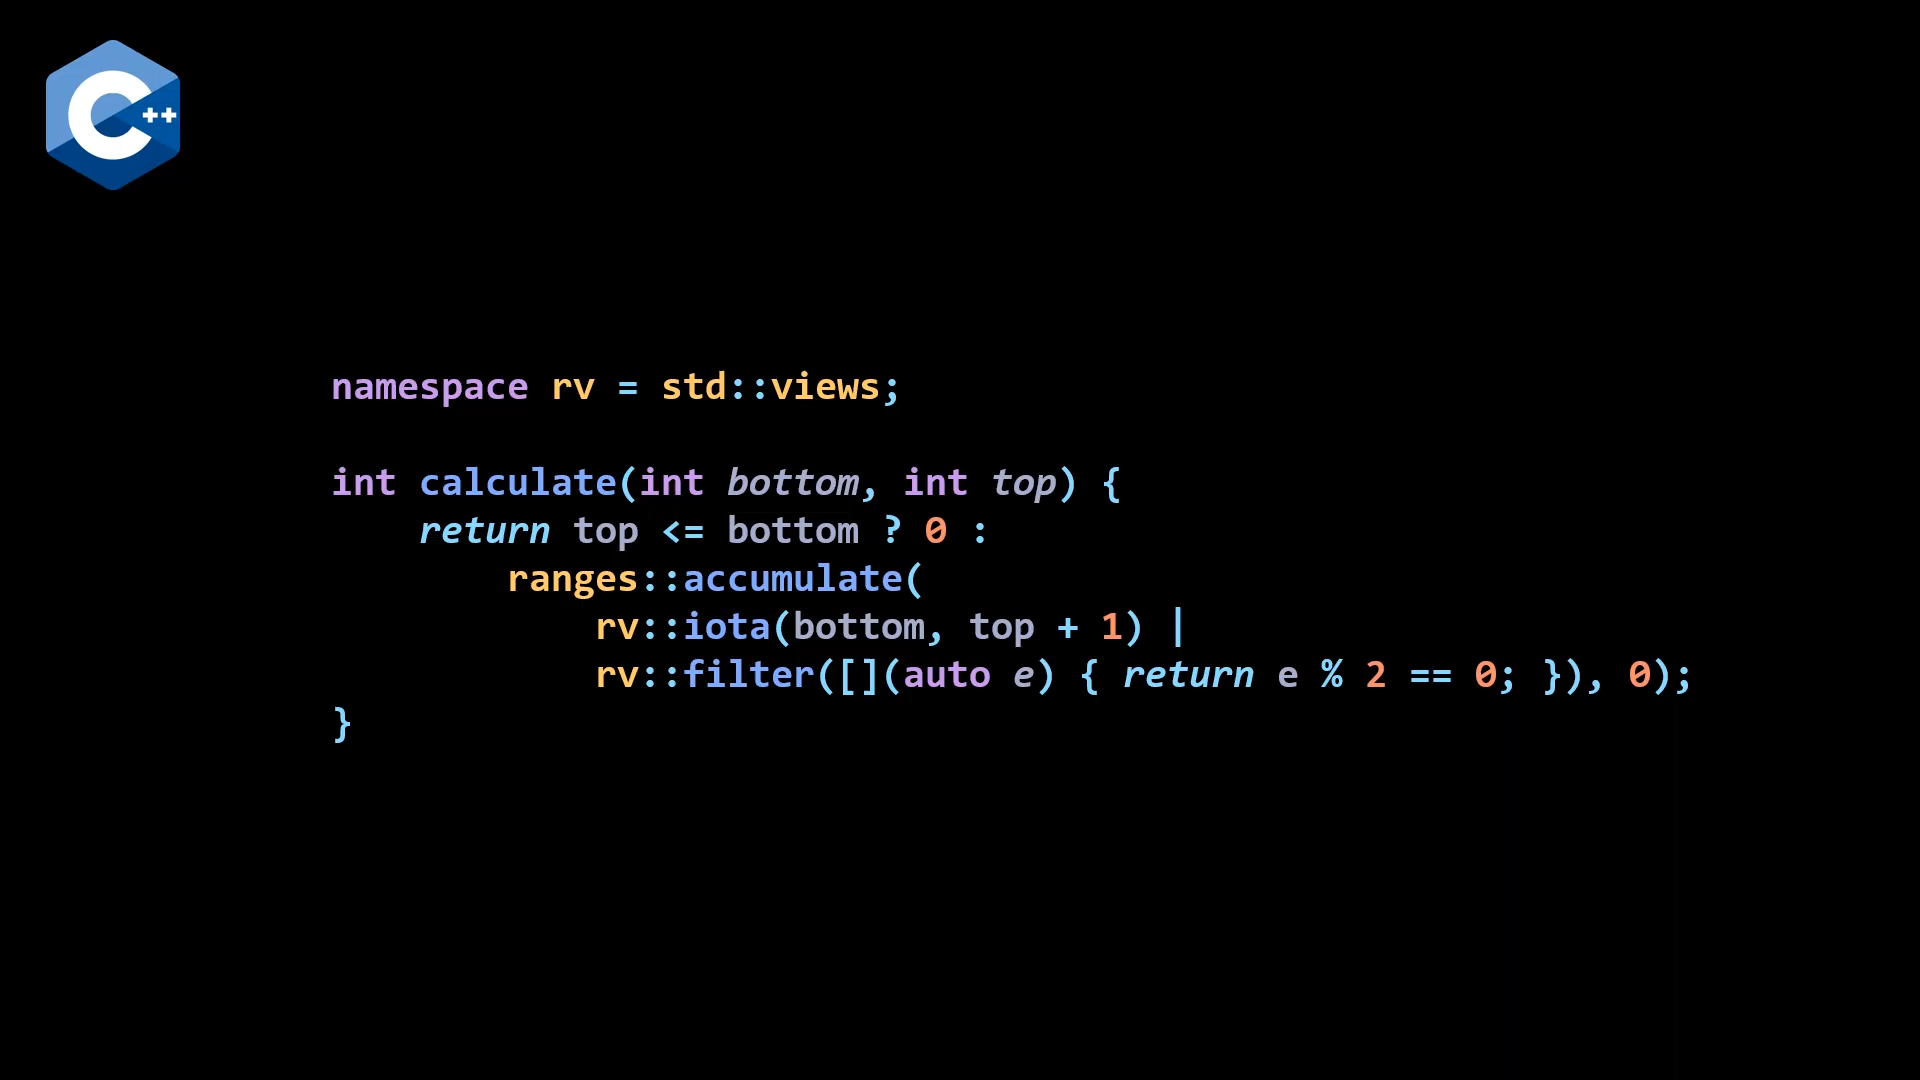 C++
namespace rv = std::views;
int calculate(int bottom, int top) {
    return top <= bottom ? 0 :
        ranges::accumulate(
            rv::iota(bottom, top + 1) |
            rv::filter([](auto e) { return e % 2 == 0; }), 0);
}